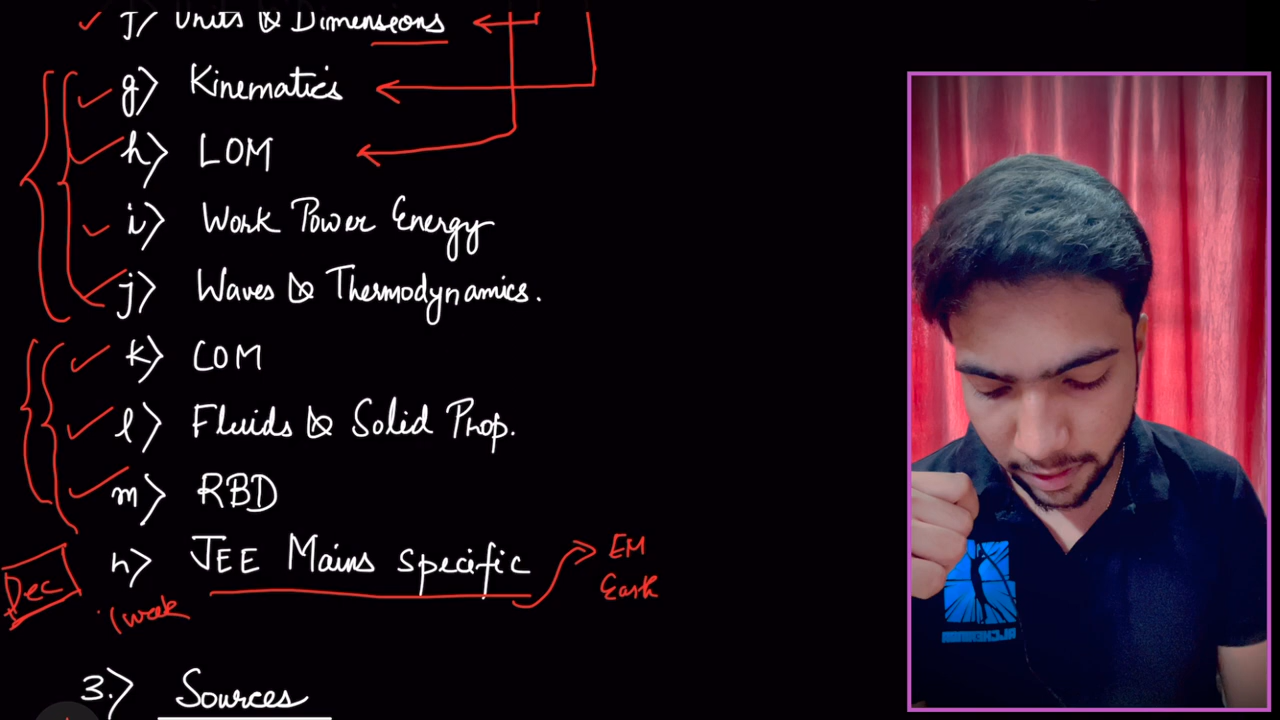 f) Units & Dimensions
g) Kinematics
h) LOM
i) Work Power Energy
j) Waves & Thermodynamics.
k) COM
l) Fluids & Solid Prop.
m) RBD
n) JEE Mains specific
EM
Dec
1 week
3.) Sources